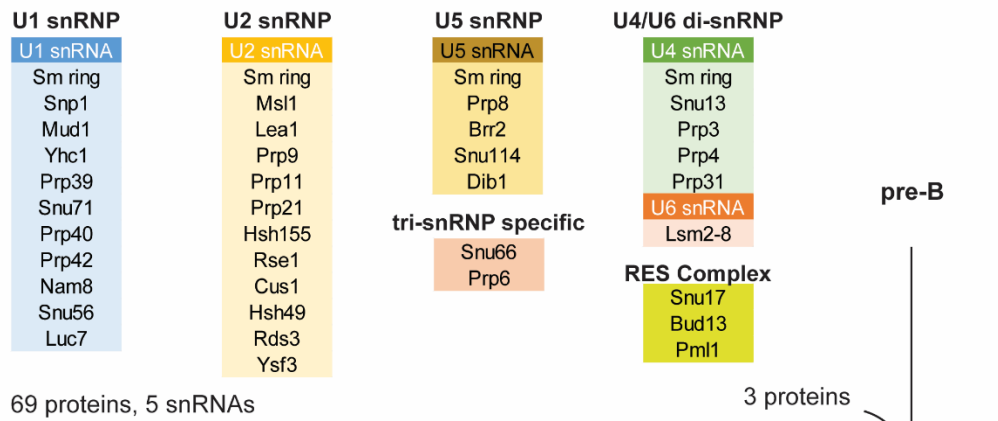 U1 snRNP
U1 snRNA
Sm ring
Snp1
Mud1
Yhc1
Prp39
Snu71
Prp40
Prp42
Nam8
Snu56
Luc7
U2 snRNP
U2 snRNA
Sm ring
Msl1
Lea1
Prp9
Prp11
Prp21
Hsh155
Rse1
Cus1
Hsh49
Rds3
Ysf3
U5 snRNP
U5 snRNA
Sm ring
Prp8
Brr2
Snu114
Dib1
tri-snRNP specific
Snu66
Prp6
U4/U6 di-snRNP
U4 snRNA
Sm ring
Snu13
Prp3
Prp4
Prp31
U6 snRNA
Lsm2-8
RES Complex
Snu17
Bud13
Pml1
pre-B
69 proteins, 5 snRNAs
3 proteins